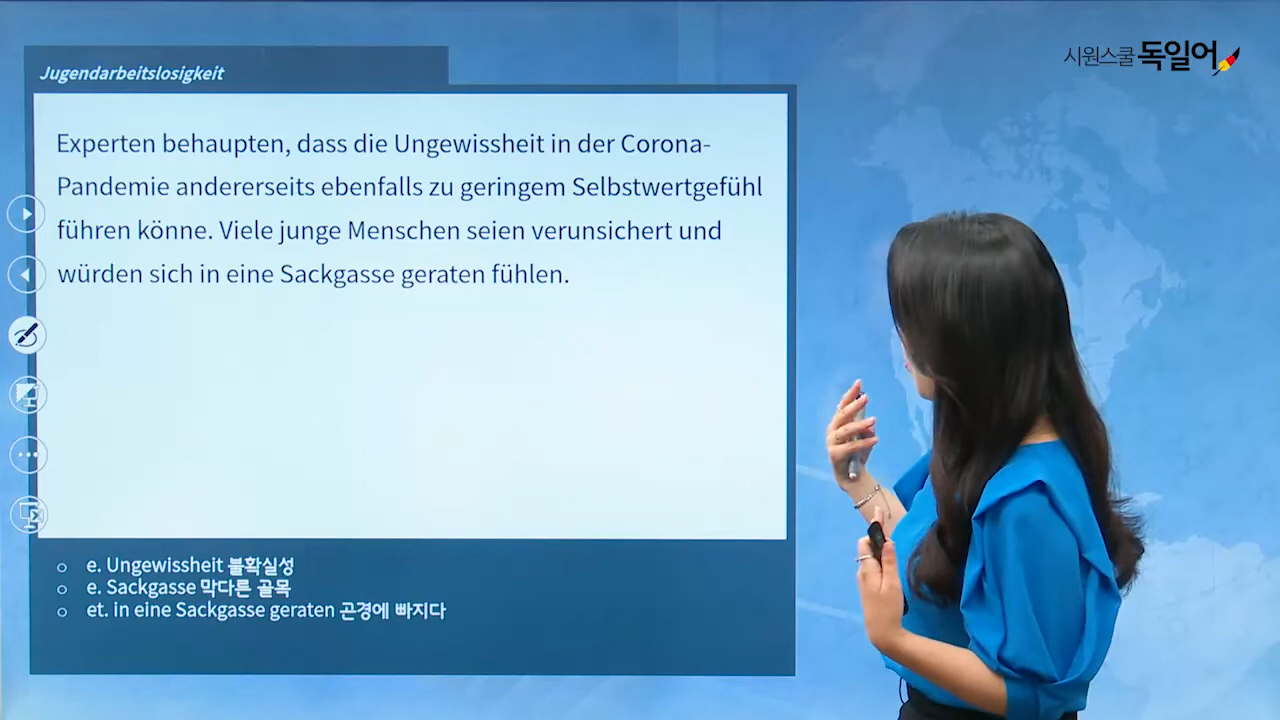 시원스쿨 독일어
Jugendarbeitslosigkeit
Experten behaupten, dass die Ungewissheit in der Corona-
Pandemie andererseits ebenfalls zu geringem Selbstwertgefühl
führen könne. Viele junge Menschen seien verunsichert und
würden sich in eine Sackgasse geraten fühlen.
e. Ungewissheit 불확실성
e. Sackgasse 막다른 골목
et. in eine Sackgasse geraten 곤경에 빠지다